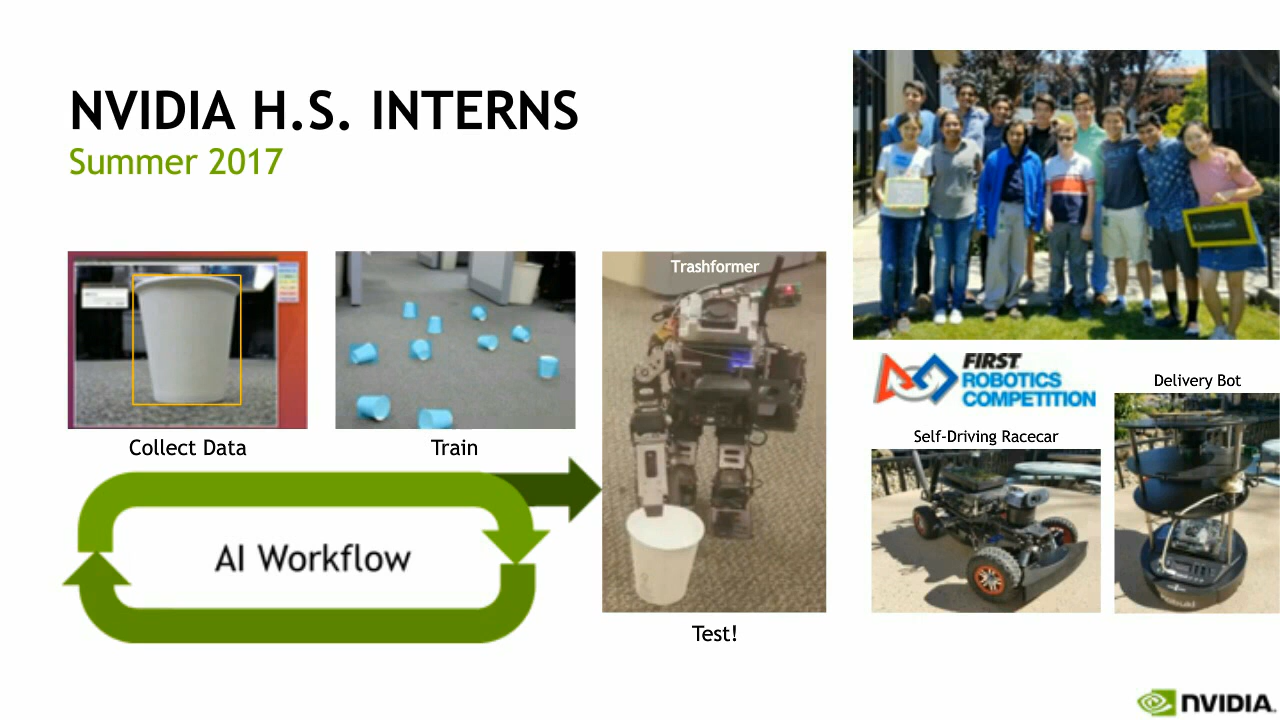 NVIDIA H.S. INTERNS
Summer 2017
Collect Data
Train
AI Workflow
Trashformer
Test!
FIRST
ROBOTICS
COMPETITION
Self-Driving Racecar
Delivery Bot
NVIDIA.